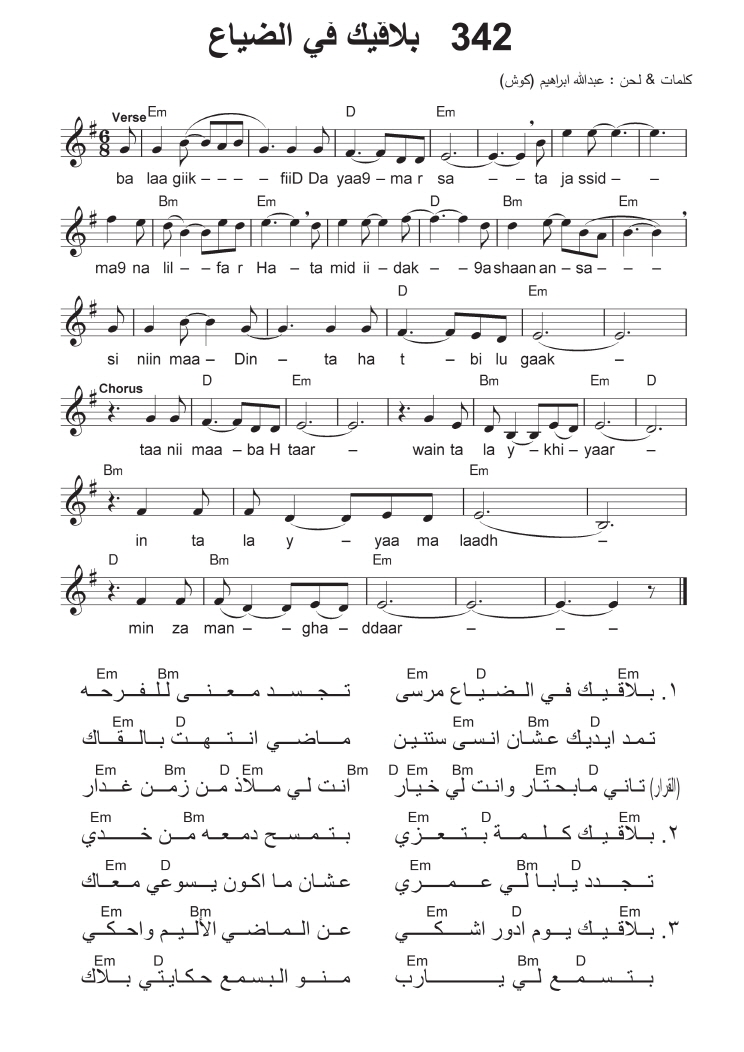 342 بلاقيك في الضياع
كلمات & لحن : عبدالله ابراهيم (كوش)
Verse Em D Em
6 8
ba laa giik – – – – fiiD Da yaa9 – ma r sa – – ta ja ssid – –
Bm Em D Bm Em
ma9 na lil – – far Ha – ta mid ii – dak – – 9a shaan an – sa – – –
D Em
si niin maa – Din – – ta ha t – bi lu gaak –
Chorus D Em Bm Em D
taa nii maa – ba H taar – wain ta la y – khi – yaar –
Bm Em
in ta la y – yaa ma laadh –
D Bm Em
min za man – – gha – ddaar – – –
Em D Em Em Bm
١. بلاقيك في الضياع مرسى تجسد معنى للفرحه
Em Bm D Em D
تمد ايديك عشان انسى ستنين ماضي انتهت بالقاك
D Em Bm Em D Em Bm D Em Bm
(القرار) تاني مابحتار وانت لي خيار انت لي ملاذ من زمن غدار
Em D Em Em Bm
٢. بلاقيك كلمة بتعزي بتمسح دمعه من خدي
Em Bm D Em D
تجدد يابا لي عمري عشان ما اكون يسوعي معاك
Em D Em Em Bm
٣. بلاقيك يوم ادور اشكي عن الماضي الأليم واحكي
Em Bm D Em D
بتسمع لي يارب منو البسمع حكايتي بلاك